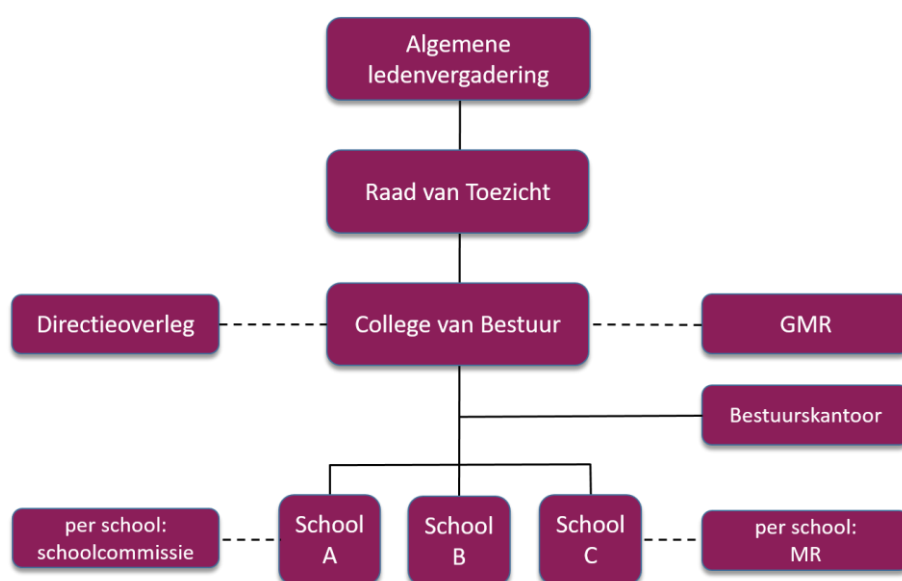 Algemene
ledenvergadering
Raad van Toezicht
Directieoverleg
College van Bestuur
GMR
Bestuurskantoor
per school:
schoolcommissie
School
A
School
B
School
C
per school:
MR